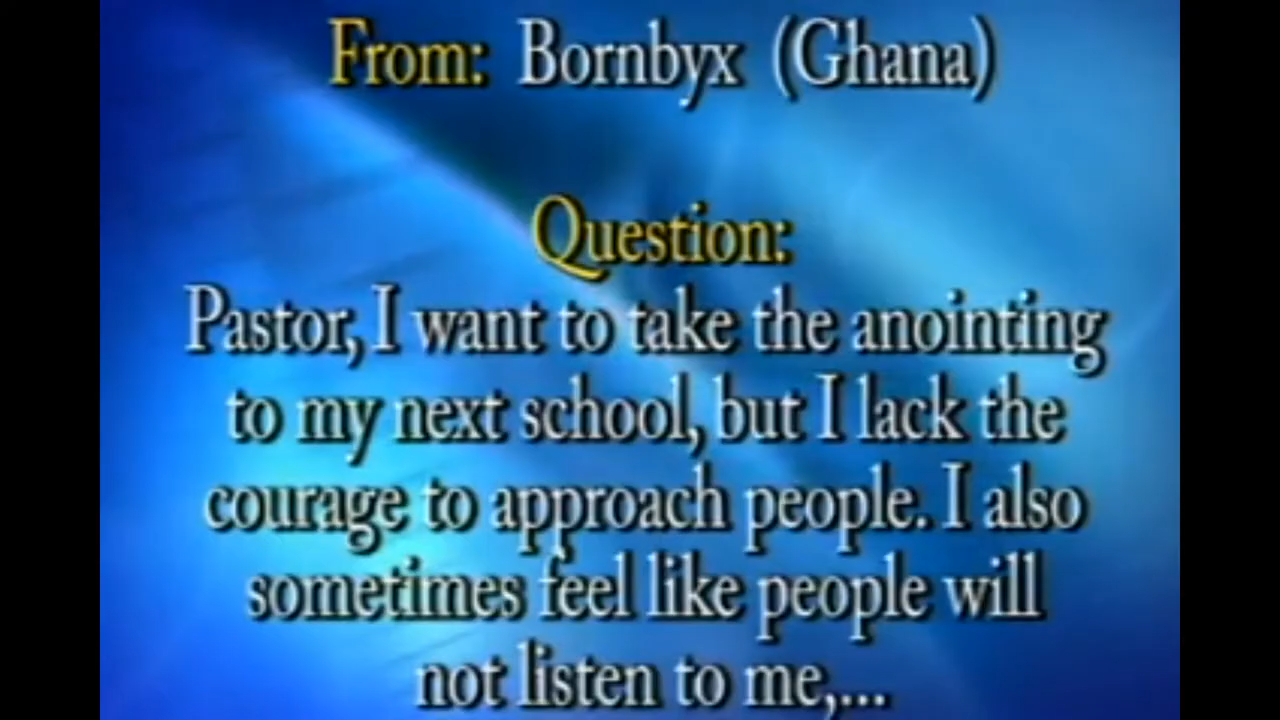 From: Bornbyx (Ghana)
Question:
Pastor, I want to take the anointing
to my next school, but I lack the
courage to approach people. I also
sometimes feel like people will
not listen to me,...